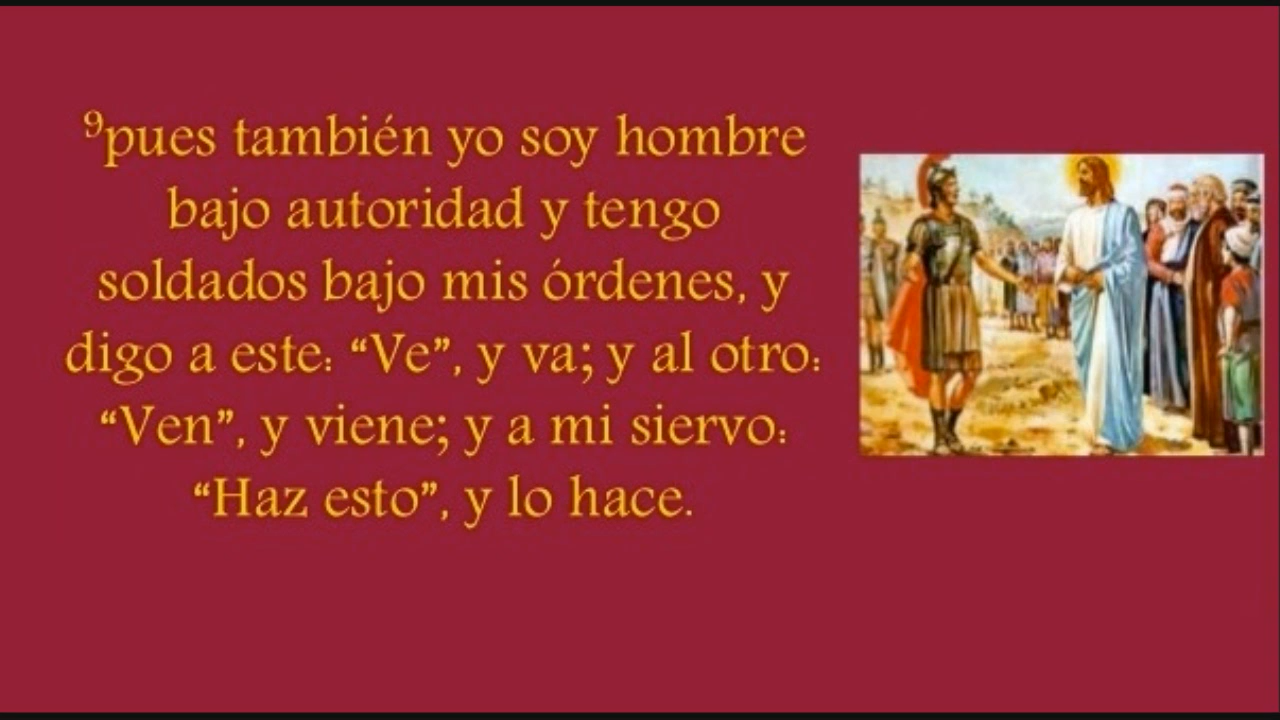 ⁹pues también yo soy hombre
bajo autoridad y tengo
soldados bajo mis órdenes, y
digo a este: “Ve”, y va; y al otro:
“Ven”, y viene; y a mi siervo:
“Haz esto”, y lo hace.